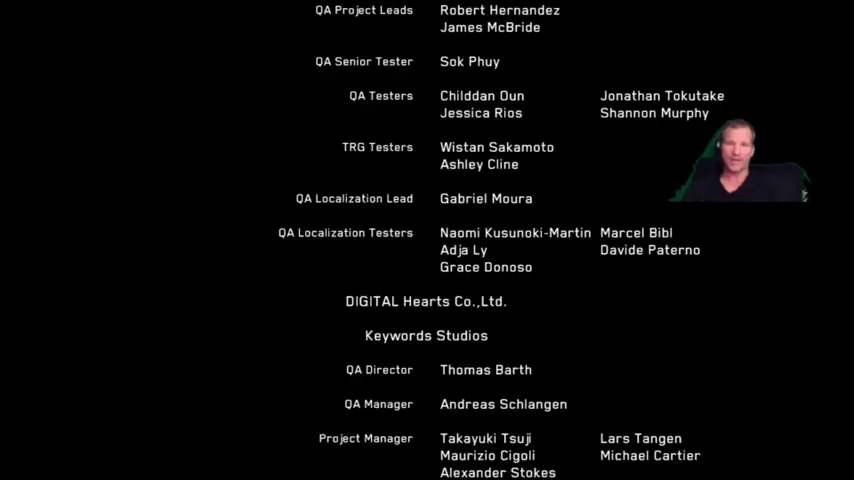 QA Project Leads Robert Hernandez
James McBride
QA Senior Tester Sok Phuy
QA Testers Childdan Oun Jonathan Tokutake
Jessica Rios Shannon Murphy
TRG Testers Wistan Sakamoto
Ashley Cline
QA Localization Lead Gabriel Moura
QA Localization Testers Naomi Kusunoki-Martin Marcel Bibl
Adja Ly Davide Paterno
Grace Donoso
DIGITAL Hearts Co.,Ltd.
Keywords Studios
QA Director Thomas Barth
QA Manager Andreas Schlangen
Project Manager Takayuki Tsuji Lars Tangen
Maurizio Cigoli Michael Cartier
Alexander Stokes